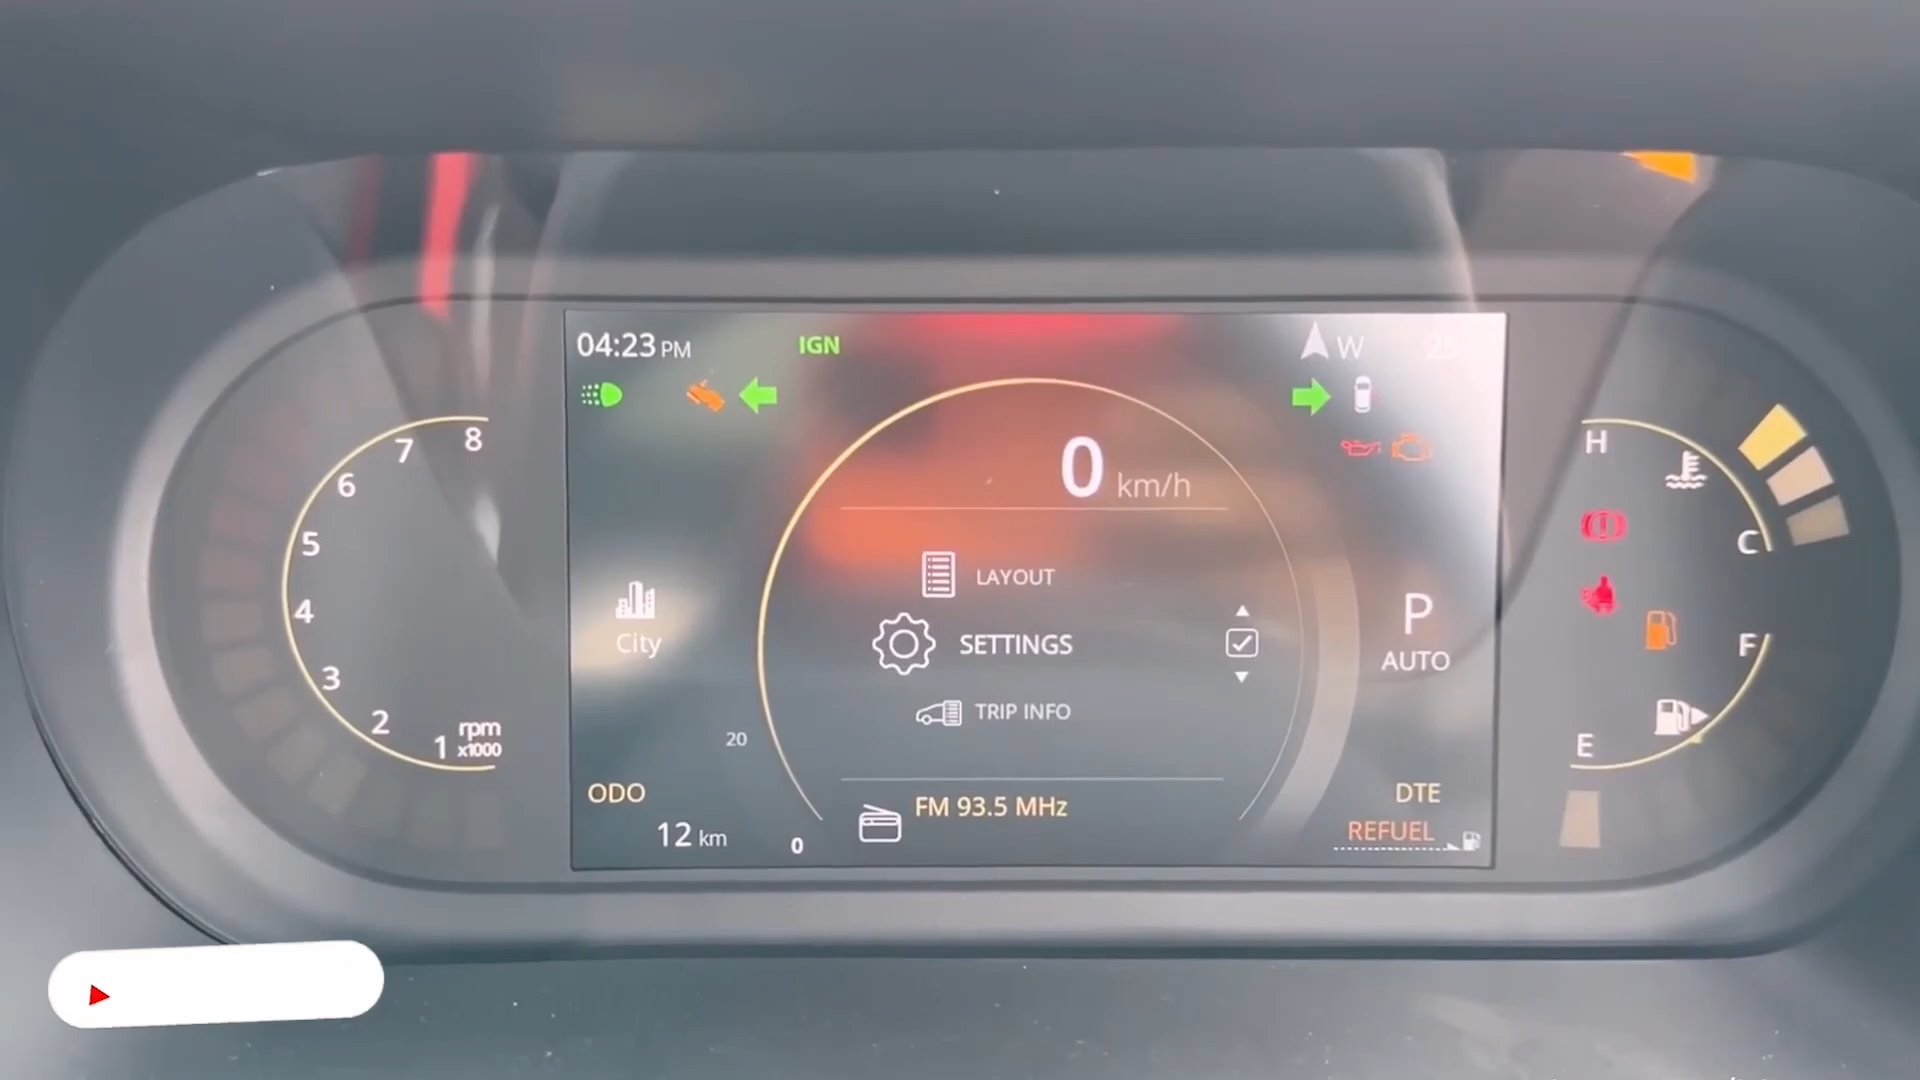 04:23 PM
IGN
W
25
8
7
6
5
4
3
2
1
rpm
x1000
0 km/h
LAYOUT
SETTINGS
TRIP INFO
City
P
AUTO
20
ODO
12 km
0
FM 93.5 MHz
DTE
REFUEL
H
C
F
E